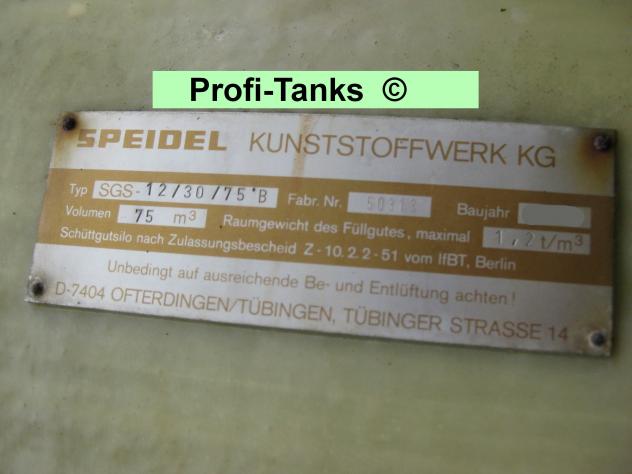 Profi-Tanks ©
SPEIDEL KUNSTSTOFFWERK KG
Typ SGS-12/30/75°B Fabr. Nr. 50313 Baujahr
Volumen 75 m³ Raumgewicht des Füllgutes, maximal 1,2 t/m³
Schüttgutsilo nach Zulassungsbescheid Z-10.2.2-51 vom IfBT, Berlin
Unbedingt auf ausreichende Be- und Entlüftung achten!
D-7404 OFTERDINGEN/TÜBINGEN, TÜBINGER STRASSE 14